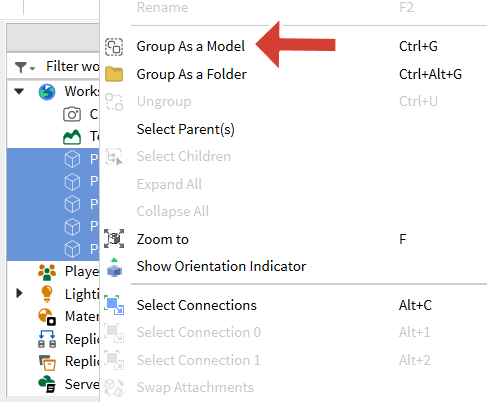 Rename F2
Group As a Model Ctrl+G
Filter wo
Group As a Folder Ctrl+Alt+G
Works
Ungroup Ctrl+U
C
Select Parent(s)
Te
Select Children
P
Expand All
P
Collapse All
P
Zoom to F
P
P
Show Orientation Indicator
Playe
Lighti
Select Connections Alt+C
Mater
Select Connection 0 Alt+1
Replic
Select Connection 1 Alt+2
Replic
Swap Attachments
Serve